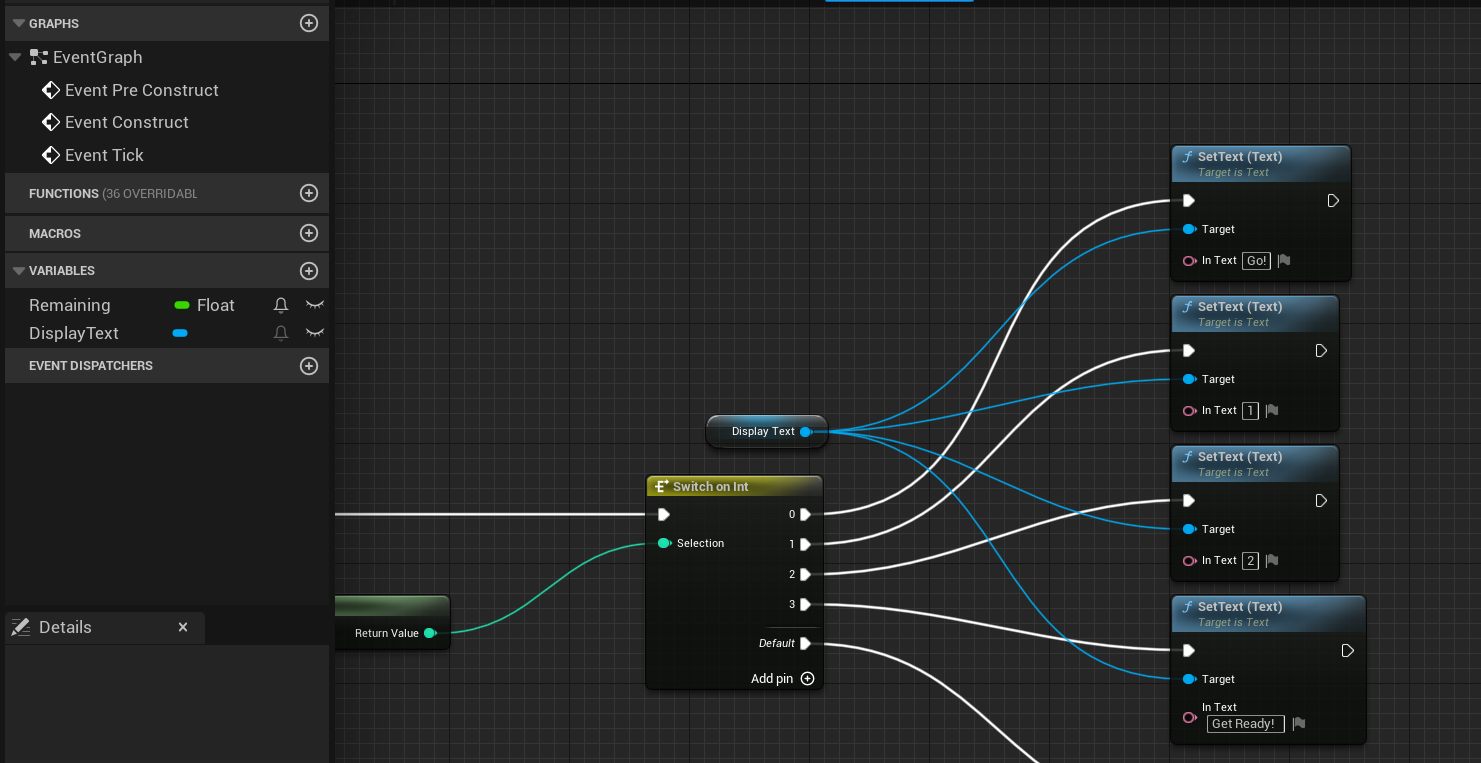 GRAPHS
EventGraph
Event Pre Construct
Event Construct
Event Tick
FUNCTIONS (36 OVERRIDABL
MACROS
VARIABLES
Remaining Float
DisplayText
EVENT DISPATCHERS
Details
Return Value
Display Text
Switch on Int
0
Selection
1
2
3
Default
Add pin
SetText (Text)
Target is Text
Target
In Text Go!
SetText (Text)
Target is Text
Target
In Text 1
SetText (Text)
Target is Text
Target
In Text 2
SetText (Text)
Target is Text
Target
In Text
Get Ready!